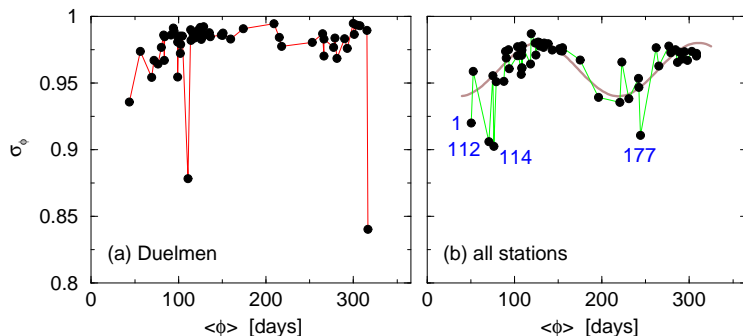 1
0.95
0.9
0.85
0.8
σϕ
(a) Duelmen
0 100 200 300
<ϕ> [days]
1
112
114
177
(b) all stations
0 100 200 300
<ϕ> [days]